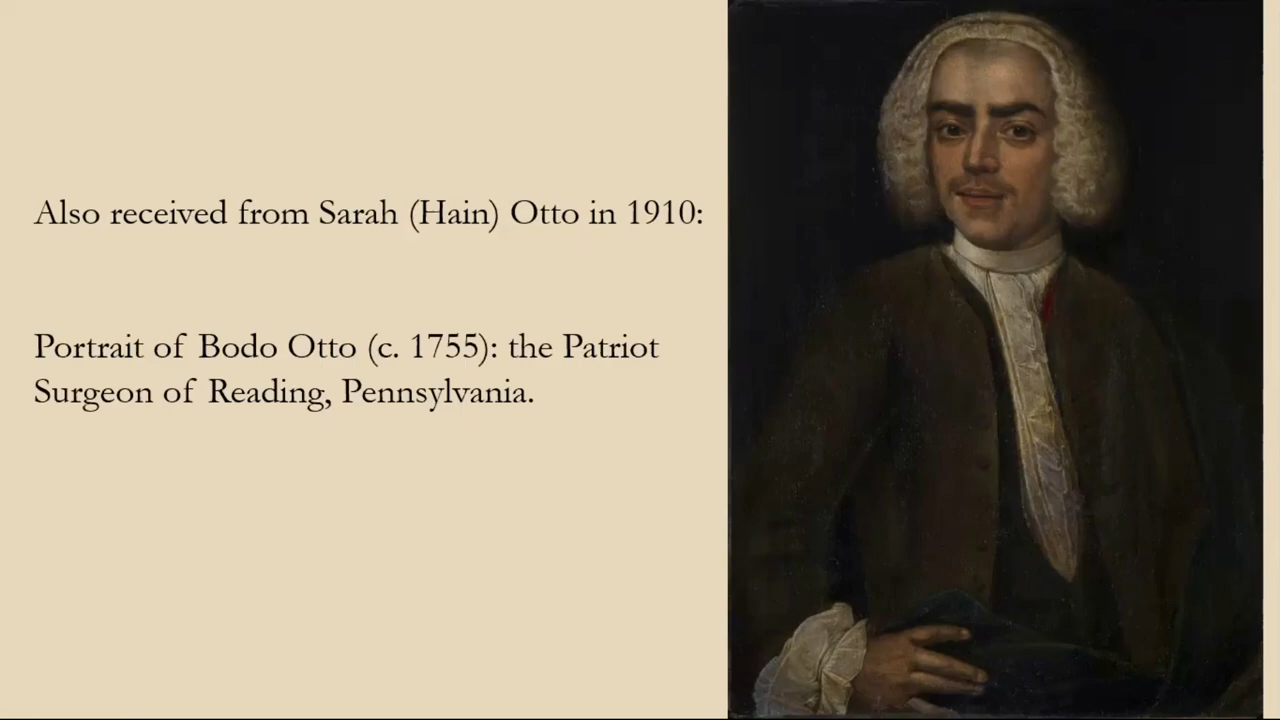 Also received from Sarah (Hain) Otto in 1910:
Portrait of Bodo Otto (c. 1755): the Patriot
Surgeon of Reading, Pennsylvania.